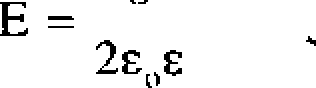 E =
2ε₀ε ,